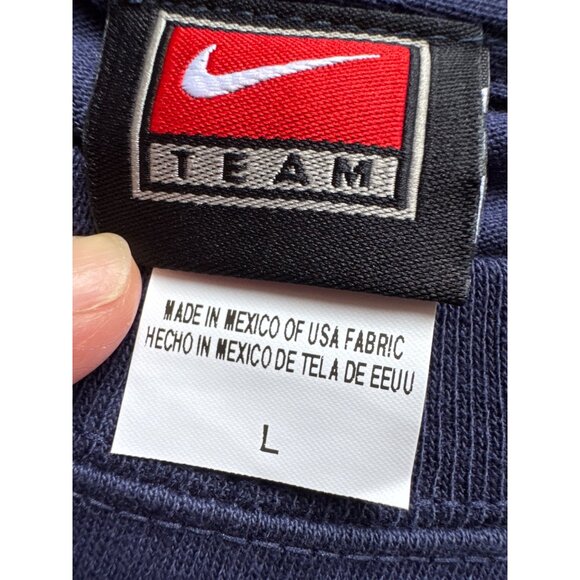 TEAM
MADE IN MEXICO OF USA FABRIC
HECHO IN MEXICO DE TELA DE EEUU
L